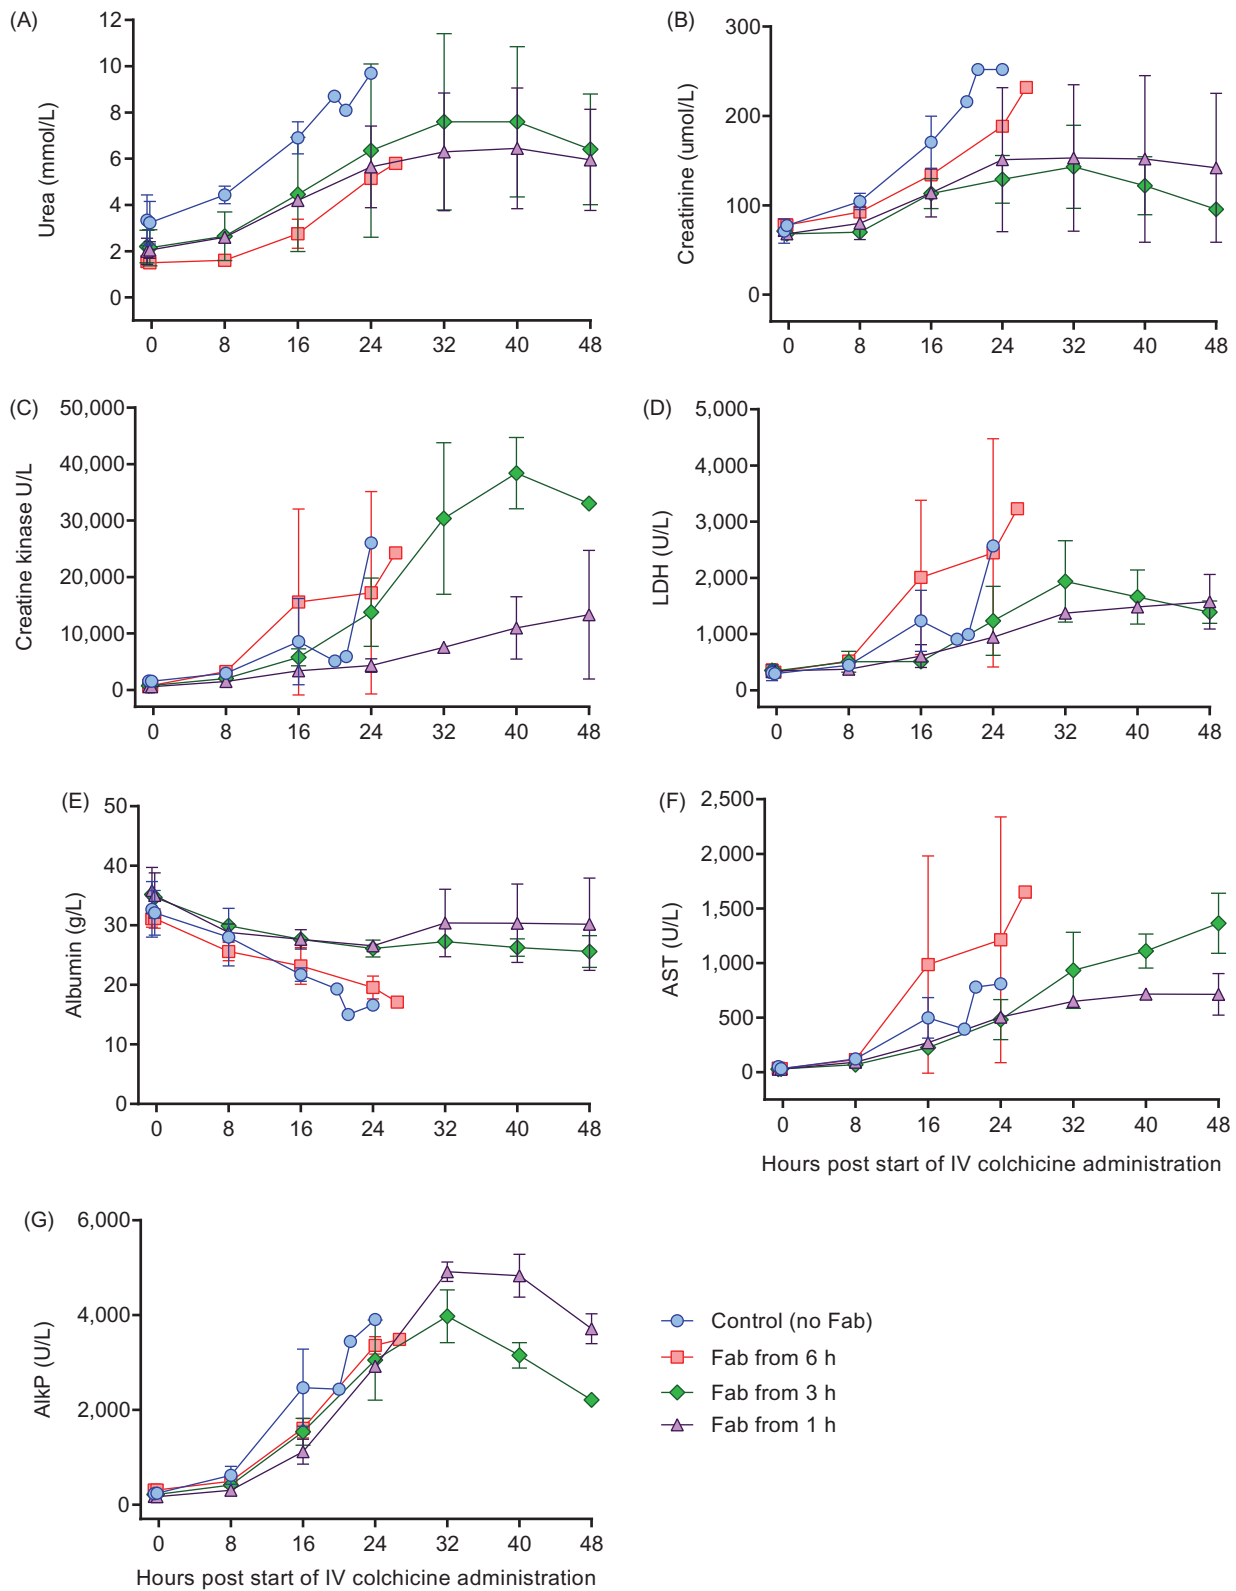 (A)
Urea (mmol/L)
12
10
8
6
4
2
0
0 8 16 24 32 40 48
(B)
Creatinine (umol/L)
300
200
100
0
0 8 16 24 32 40 48
(C)
Creatine kinase U/L
50,000
40,000
30,000
20,000
10,000
0
0 8 16 24 32 40 48
(D)
LDH (U/L)
5,000
4,000
3,000
2,000
1,000
0
0 8 16 24 32 40 48
(E)
Albumin (g/L)
50
40
30
20
10
0
0 8 16 24 32 40 48
(F)
AST (U/L)
2,500
2,000
1,500
1,000
500
0
0 8 16 24 32 40 48
Hours post start of IV colchicine administration
(G)
AlkP (U/L)
6,000
4,000
2,000
0
0 8 16 24 32 40 48
Hours post start of IV colchicine administration
Control (no Fab)
Fab from 6 h
Fab from 3 h
Fab from 1 h